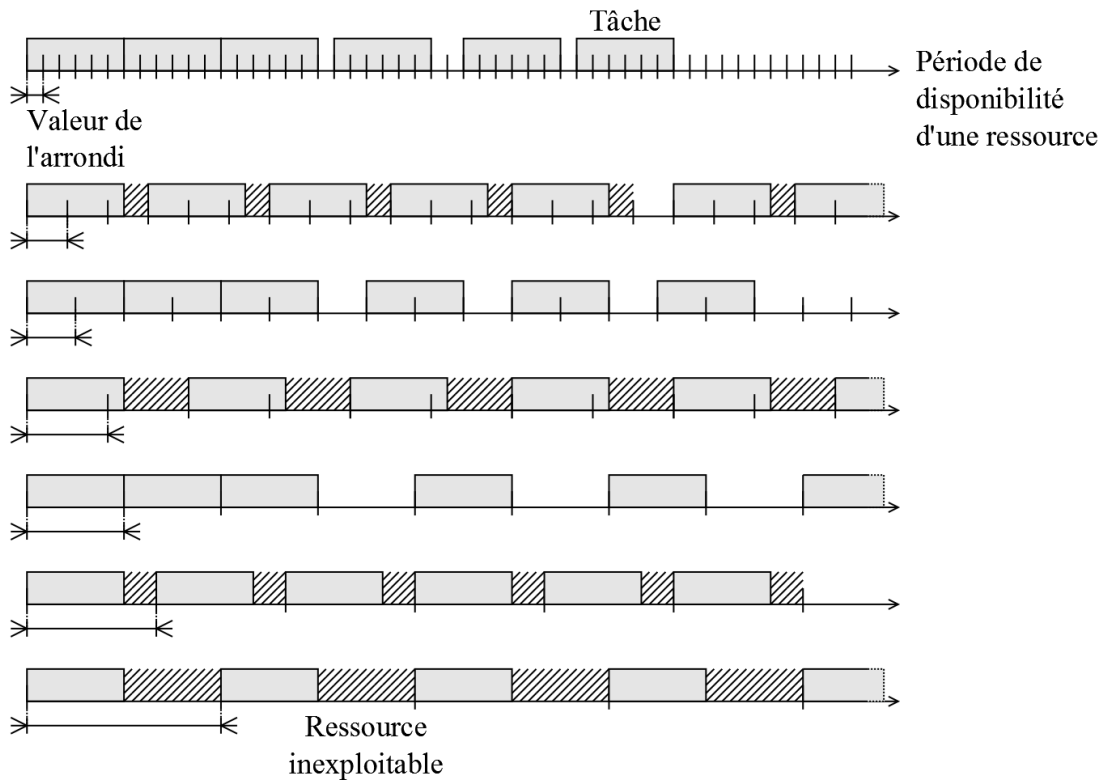 Tâche
Période de
disponibilité
d'une ressource
Valeur de
l'arrondi
Ressource
inexploitable